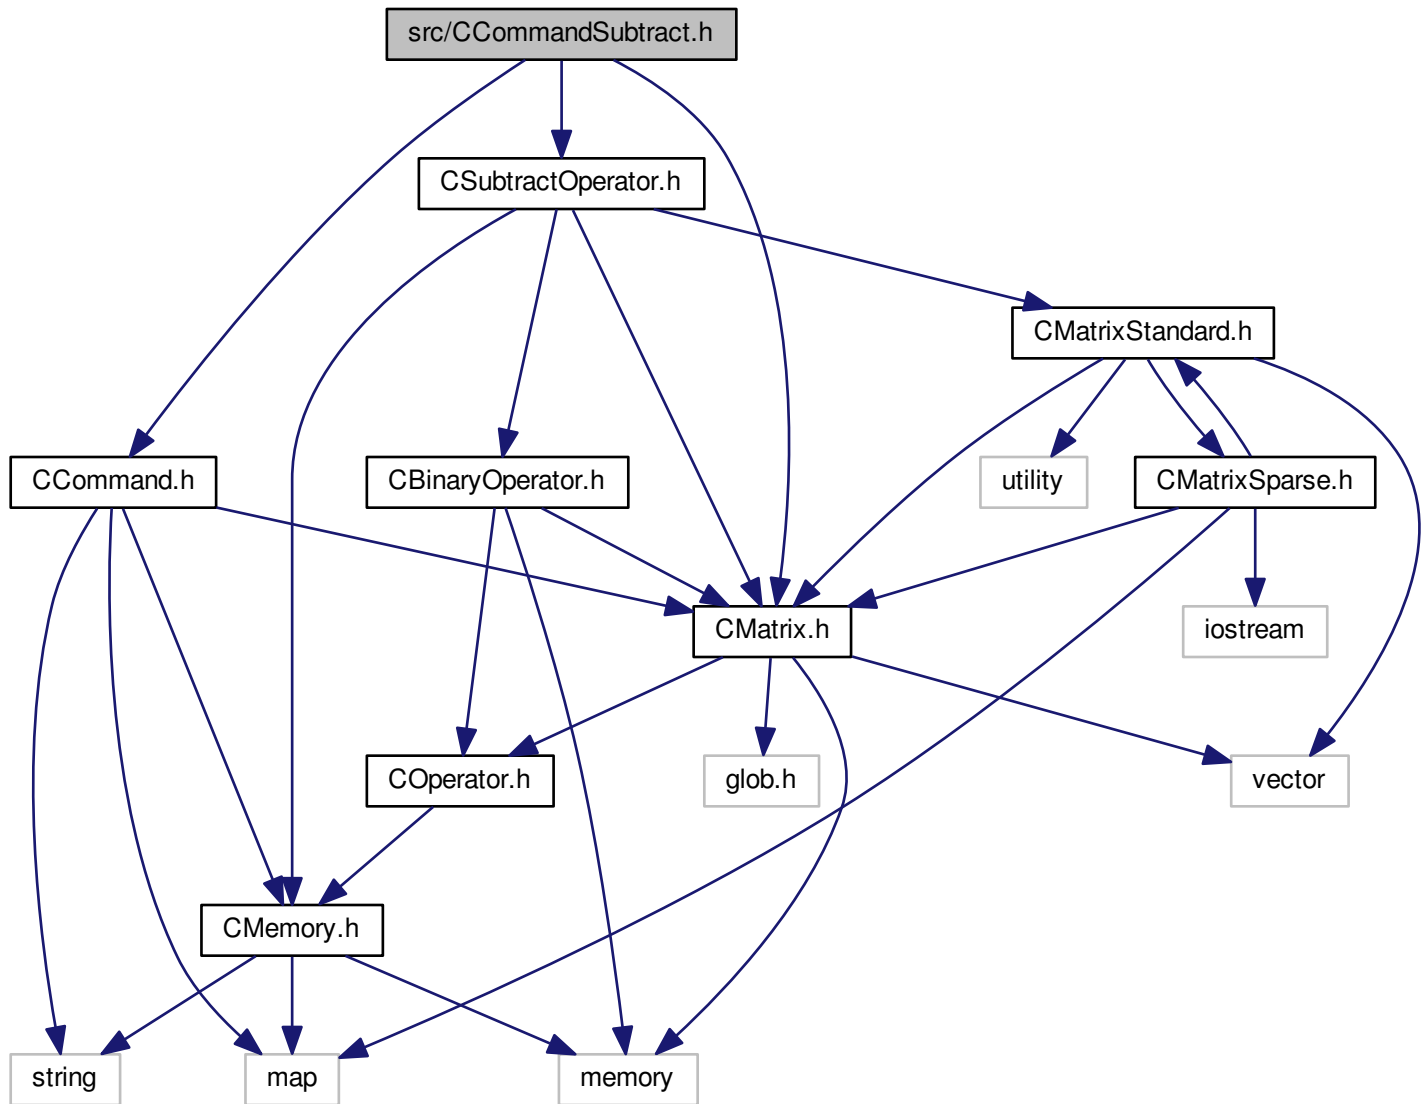 src/CCommandSubtract.h
CSubtractOperator.h
CMatrixStandard.h
CCommand.h
CBinaryOperator.h
utility
CMatrixSparse.h
CMatrix.h
iostream
COperator.h
glob.h
vector
CMemory.h
string
map
memory